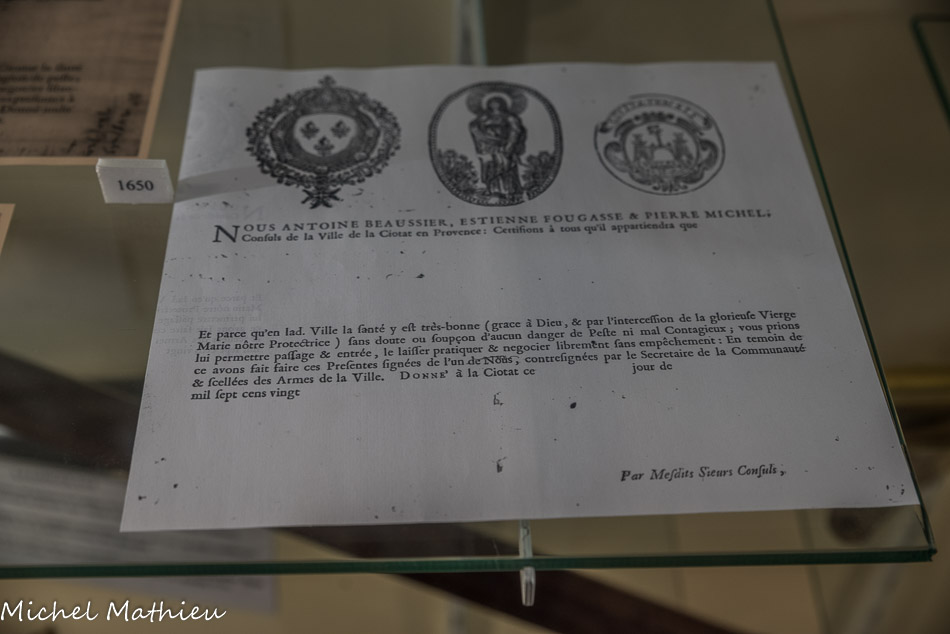 1650
NOUS ANTOINE BEAUSSIER, ESTIENNE FOUGASSE & PIERRE MICHEL,
Conſuls de la Ville de la Ciotat en Provence: Certifions à tous qu'il appartiendra que
Et parce qu'en lad. Ville la ſanté y eſt très-bonne (grace à Dieu, & par l'interceſſion de la glorieuſe Vierge
Marie nôtre Protectrice) ſans doute ou ſoupçon d'aucun danger de Peſte ni mal Contagieux; vous prions
lui permettre paſſage & entrée, le laiſſer pratiquer & negocier librement ſans empêchement: En temoin de
ce avons fait faire ces Preſentes ſignées de l'un de Nous, contreſignées par le Secretaire de la Communauté
& ſcellées des Armes de la Ville. DONNE' à la Ciotat ce jour de
mil ſept cens vingt
Par Meſdits Sieurs Conſuls,
Michel Mathieu